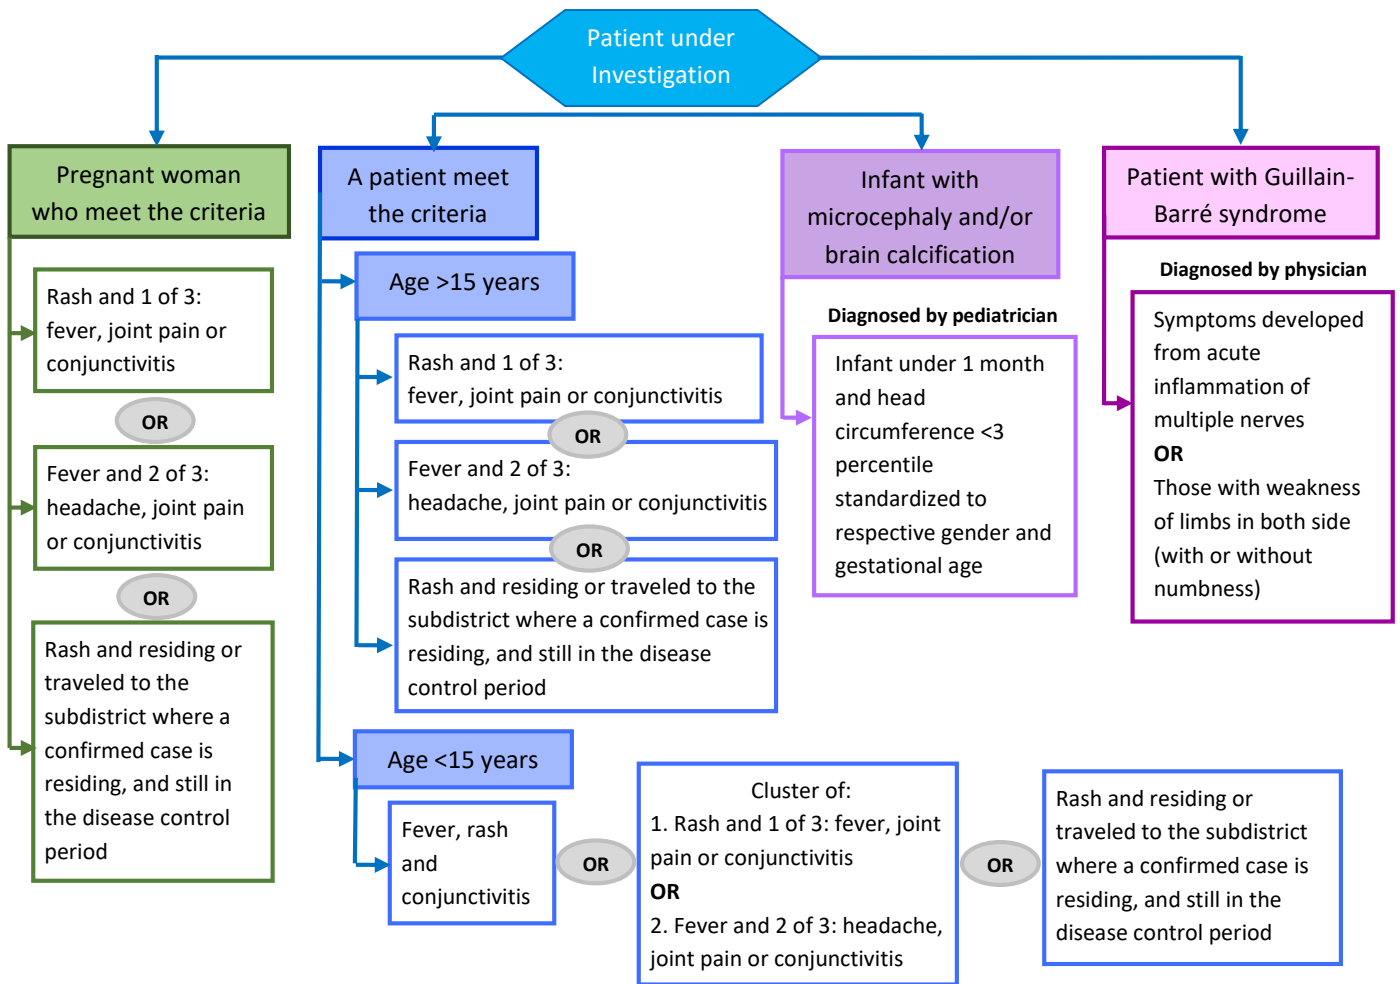 Patient under
Investigation
Pregnant woman
who meet the criteria
Rash and 1 of 3:
fever, joint pain or
conjunctivitis
OR
Fever and 2 of 3:
headache, joint pain
or conjunctivitis
OR
Rash and residing or
traveled to the
subdistrict where a
confirmed case is
residing, and still in
the disease control
period
A patient meet
the criteria
Age >15 years
Rash and 1 of 3:
fever, joint pain or conjunctivitis
OR
Fever and 2 of 3:
headache, joint pain or conjunctivitis
OR
Rash and residing or traveled to the
subdistrict where a confirmed case is
residing, and still in the disease
control period
Age <15 years
Fever, rash
and
conjunctivitis
OR
Cluster of:
1. Rash and 1 of 3: fever, joint
pain or conjunctivitis
OR
2. Fever and 2 of 3: headache,
joint pain or conjunctivitis
OR
Rash and residing or
traveled to the subdistrict
where a confirmed case is
residing, and still in the
disease control period
Infant with
microcephaly and/or
brain calcification
Diagnosed by pediatrician
Infant under 1 month
and head
circumference <3
percentile
standardized to
respective gender and
gestational age
Patient with Guillain-
Barré syndrome
Diagnosed by physician
Symptoms developed
from acute
inflammation of
multiple nerves
OR
Those with weakness
of limbs in both side
(with or without
numbness)